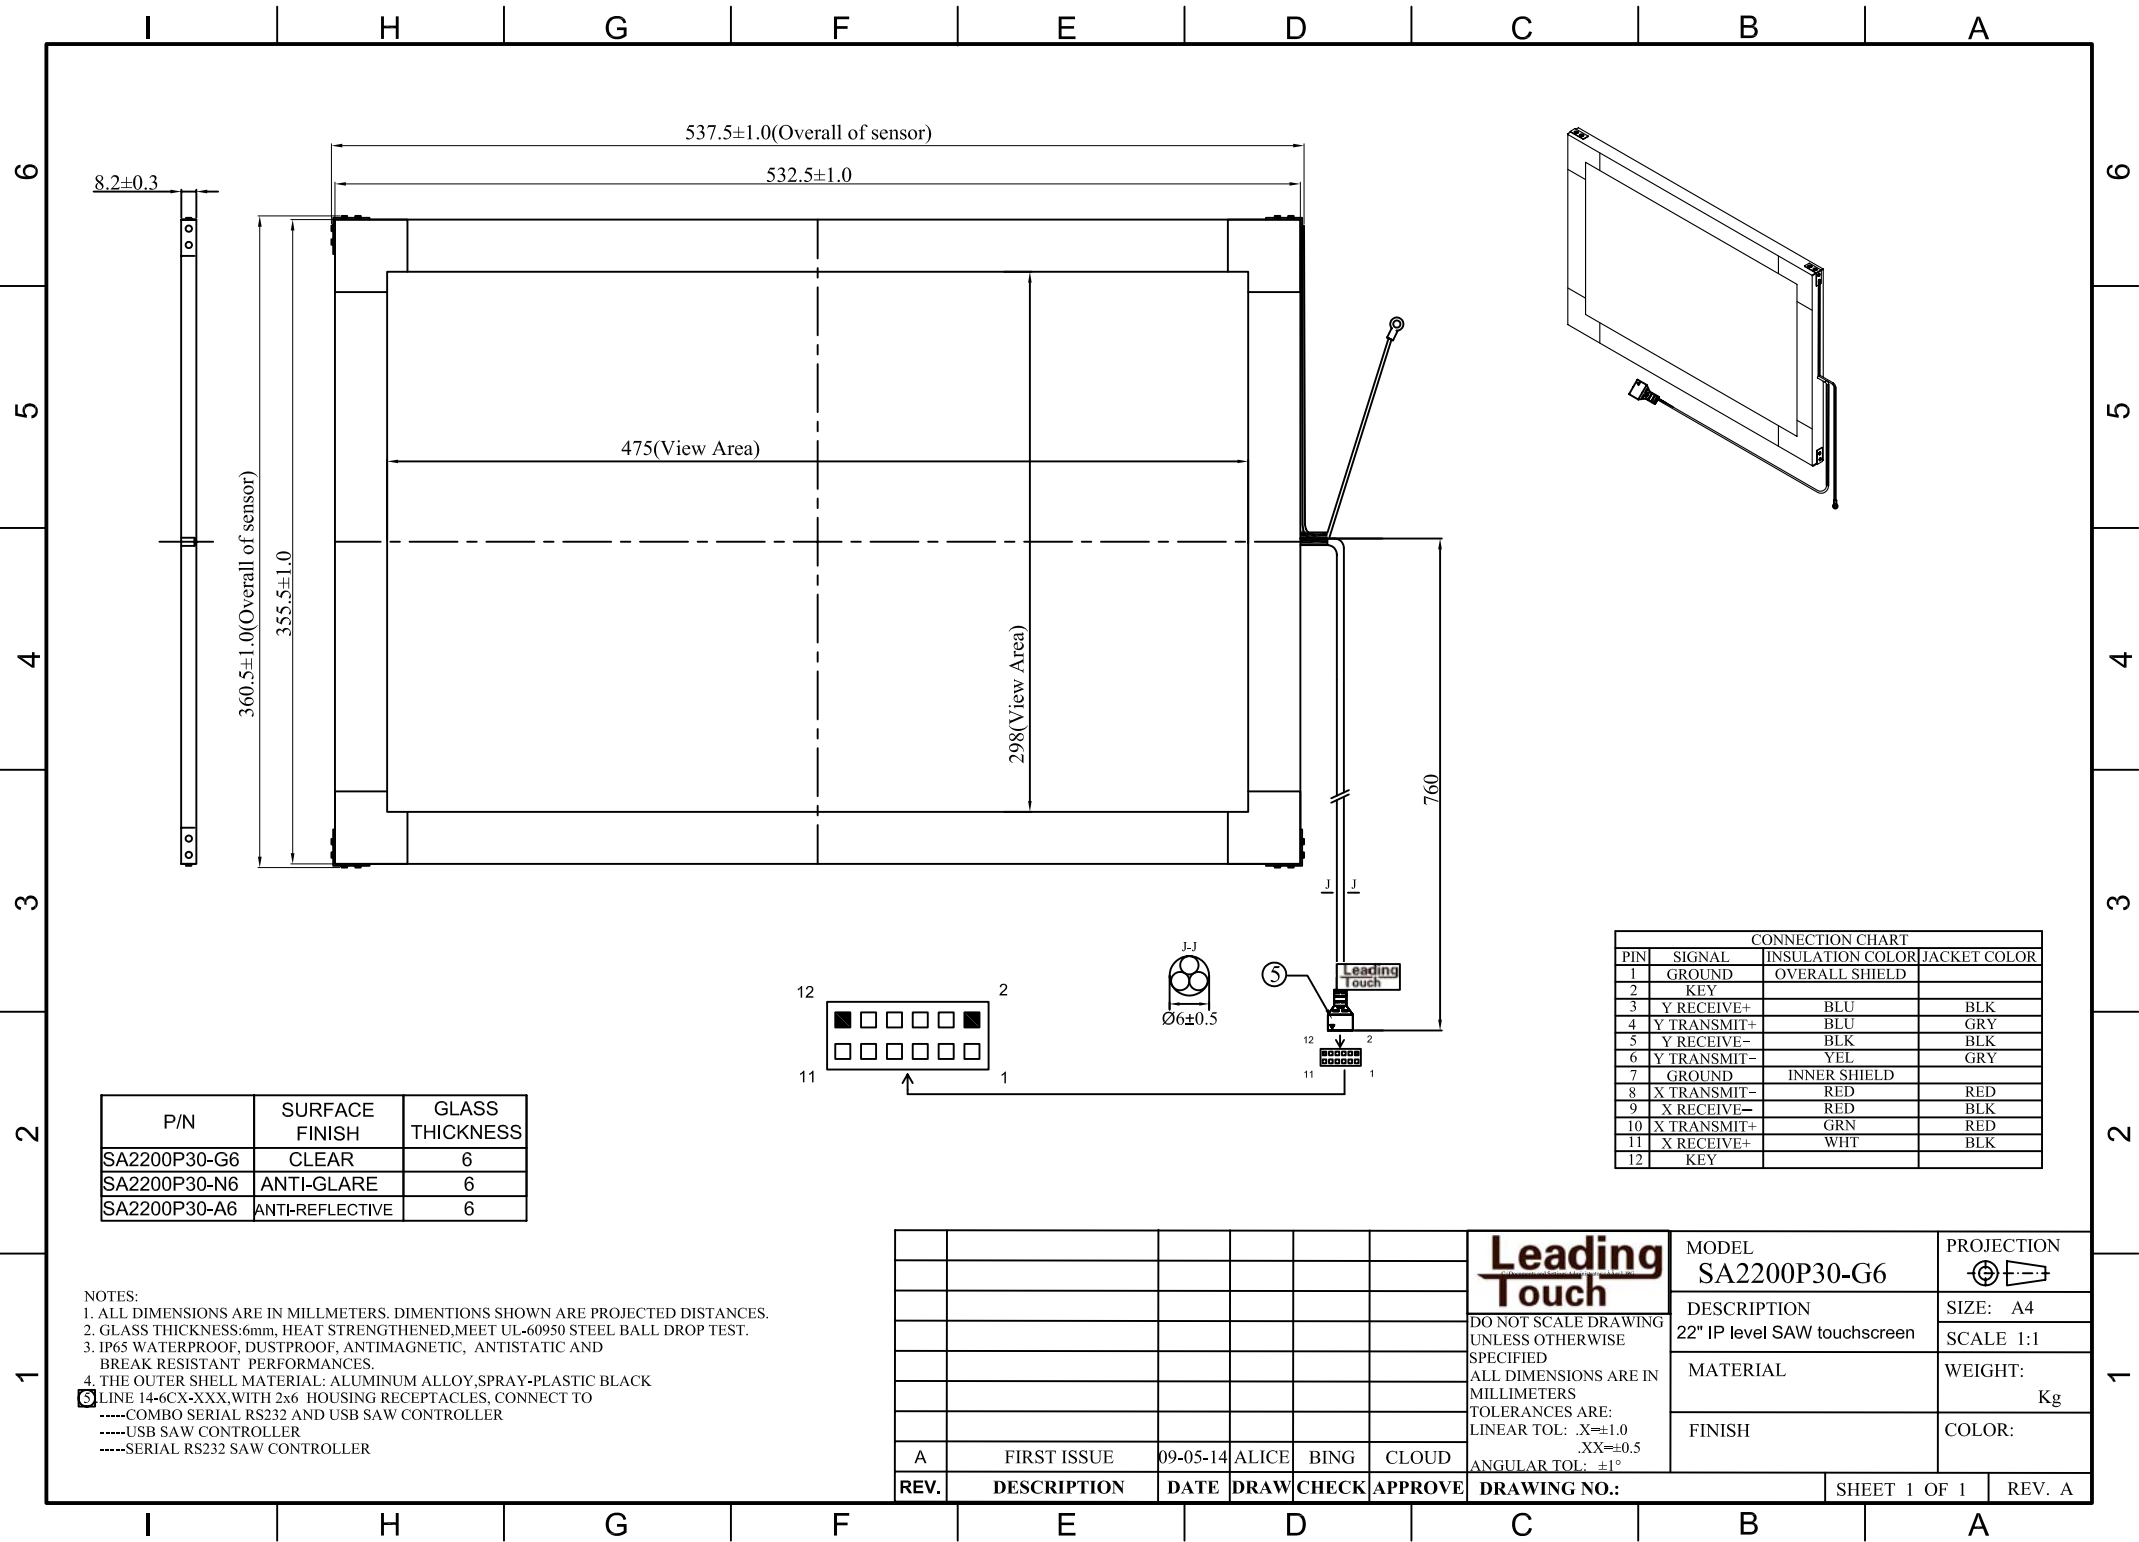 I H G F E D C B A
6 6
5 5
4 4
3 3
2 2
1 1
537.5±1.0(Overall of sensor)
532.5±1.0
8.2±0.3
475(View Area)
360.5±1.0(Overall of sensor)
355.5±1.0
298(View Area)
760
J J
J-J
Ø6±0.5
5
Leading
Touch
12 2
11 1
12 2
11 1
CONNECTION CHART
PIN SIGNAL INSULATION COLOR JACKET COLOR
1 GROUND OVERALL SHIELD
2 KEY
3 Y RECEIVE+ BLU BLK
4 Y TRANSMIT+ BLU GRY
5 Y RECEIVE- BLK BLK
6 Y TRANSMIT- YEL GRY
7 GROUND INNER SHIELD
8 X TRANSMIT- RED RED
9 X RECEIVE- RED BLK
10 X TRANSMIT+ GRN RED
11 X RECEIVE+ WHT BLK
12 KEY
P/N SURFACE FINISH GLASS THICKNESS
SA2200P30-G6 CLEAR 6
SA2200P30-N6 ANTI-GLARE 6
SA2200P30-A6 ANTI-REFLECTIVE 6
NOTES:
1. ALL DIMENSIONS ARE IN MILLMETERS. DIMENTIONS SHOWN ARE PROJECTED DISTANCES.
2. GLASS THICKNESS:6mm, HEAT STRENGTHENED,MEET UL-60950 STEEL BALL DROP TEST.
3. IP65 WATERPROOF, DUSTPROOF, ANTIMAGNETIC, ANTISTATIC AND
BREAK RESISTANT PERFORMANCES.
4. THE OUTER SHELL MATERIAL: ALUMINUM ALLOY,SPRAY-PLASTIC BLACK
5.LINE 14-6CX-XXX,WITH 2x6 HOUSING RECEPTACLES, CONNECT TO
-----COMBO SERIAL RS232 AND USB SAW CONTROLLER
-----USB SAW CONTROLLER
-----SERIAL RS232 SAW CONTROLLER
A FIRST ISSUE 09-05-14 ALICE BING CLOUD
REV. DESCRIPTION DATE DRAW CHECK APPROVE
Leading
Touch
DO NOT SCALE DRAWING
UNLESS OTHERWISE
SPECIFIED
ALL DIMENSIONS ARE IN
MILLIMETERS
TOLERANCES ARE:
LINEAR TOL: .X=±1.0
.XX=±0.5
ANGULAR TOL: ±1°
DRAWING NO.:
MODEL
SA2200P30-G6
DESCRIPTION
22" IP level SAW touchscreen
MATERIAL
FINISH
PROJECTION
SIZE: A4
SCALE 1:1
WEIGHT:
Kg
COLOR:
SHEET 1 OF 1
REV. A
I H G F E D C B A